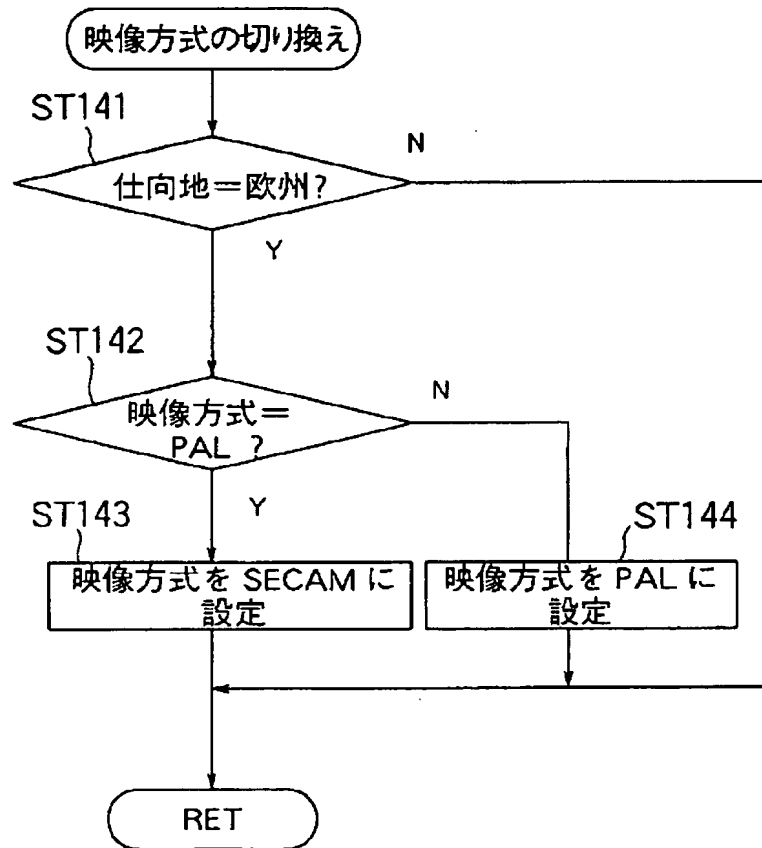 映像方式の切り換え
ST141
N
仕向地＝欧州?
Y
ST142
N
映像方式＝
PAL ?
Y
ST143
ST144
映像方式を SECAM に
設定
映像方式を PAL に
設定
RET